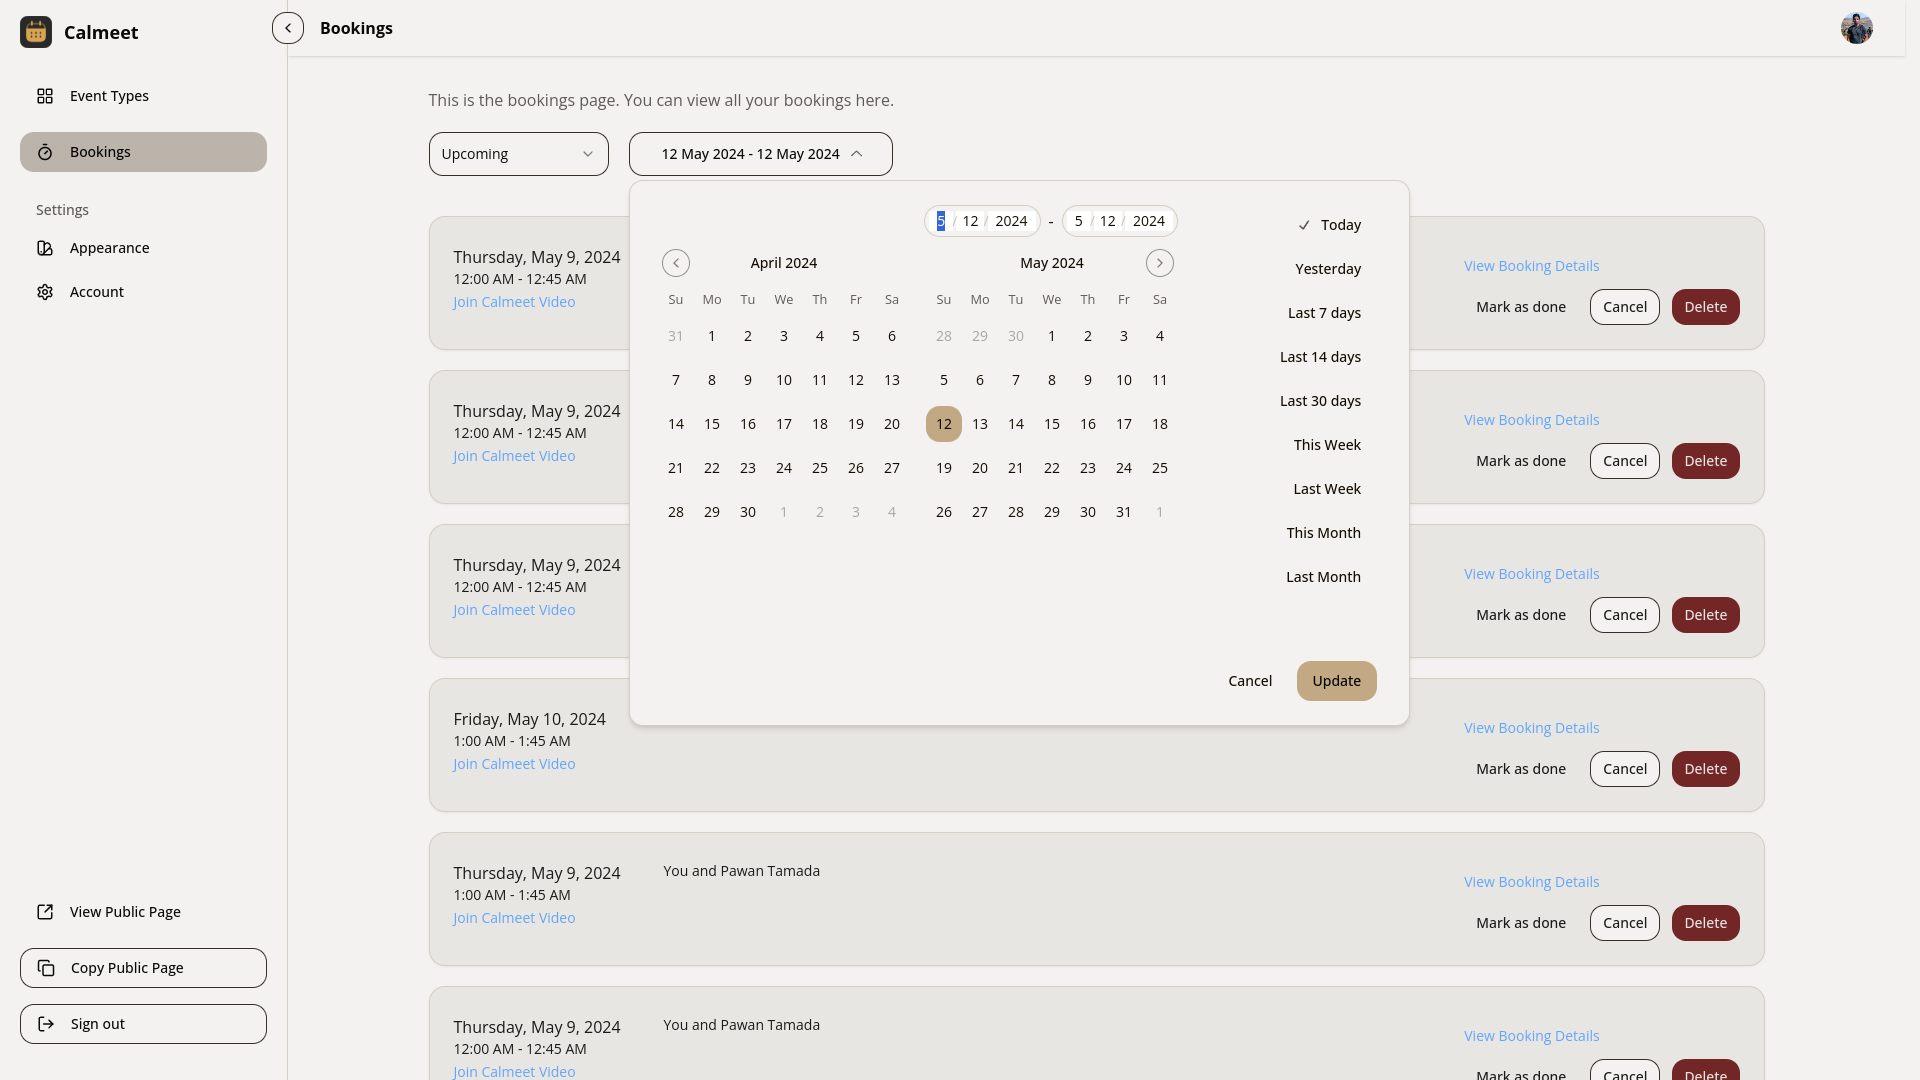 Calmeet
Event Types
Bookings
Settings
Appearance
Account
View Public Page
Copy Public Page
Sign out
Bookings
This is the bookings page. You can view all your bookings here.
Upcoming
12 May 2024 - 12 May 2024
5 / 12 / 2024 - 5 / 12 / 2024
April 2024
Su Mo Tu We Th Fr Sa
31 1 2 3 4 5 6
7 8 9 10 11 12 13
14 15 16 17 18 19 20
21 22 23 24 25 26 27
28 29 30 1 2 3 4
May 2024
Su Mo Tu We Th Fr Sa
28 29 30 1 2 3 4
5 6 7 8 9 10 11
12 13 14 15 16 17 18
19 20 21 22 23 24 25
26 27 28 29 30 31 1
Today
Yesterday
Last 7 days
Last 14 days
Last 30 days
This Week
Last Week
This Month
Last Month
Cancel Update
Thursday, May 9, 2024
12:00 AM - 12:45 AM
Join Calmeet Video
View Booking Details
Mark as done Cancel Delete
Thursday, May 9, 2024
12:00 AM - 12:45 AM
Join Calmeet Video
View Booking Details
Mark as done Cancel Delete
Thursday, May 9, 2024
12:00 AM - 12:45 AM
Join Calmeet Video
View Booking Details
Mark as done Cancel Delete
Friday, May 10, 2024
1:00 AM - 1:45 AM
Join Calmeet Video
View Booking Details
Mark as done Cancel Delete
Thursday, May 9, 2024
1:00 AM - 1:45 AM
Join Calmeet Video
You and Pawan Tamada
View Booking Details
Mark as done Cancel Delete
Thursday, May 9, 2024
12:00 AM - 12:45 AM
Join Calmeet Video
You and Pawan Tamada
View Booking Details
Mark as done Cancel Delete